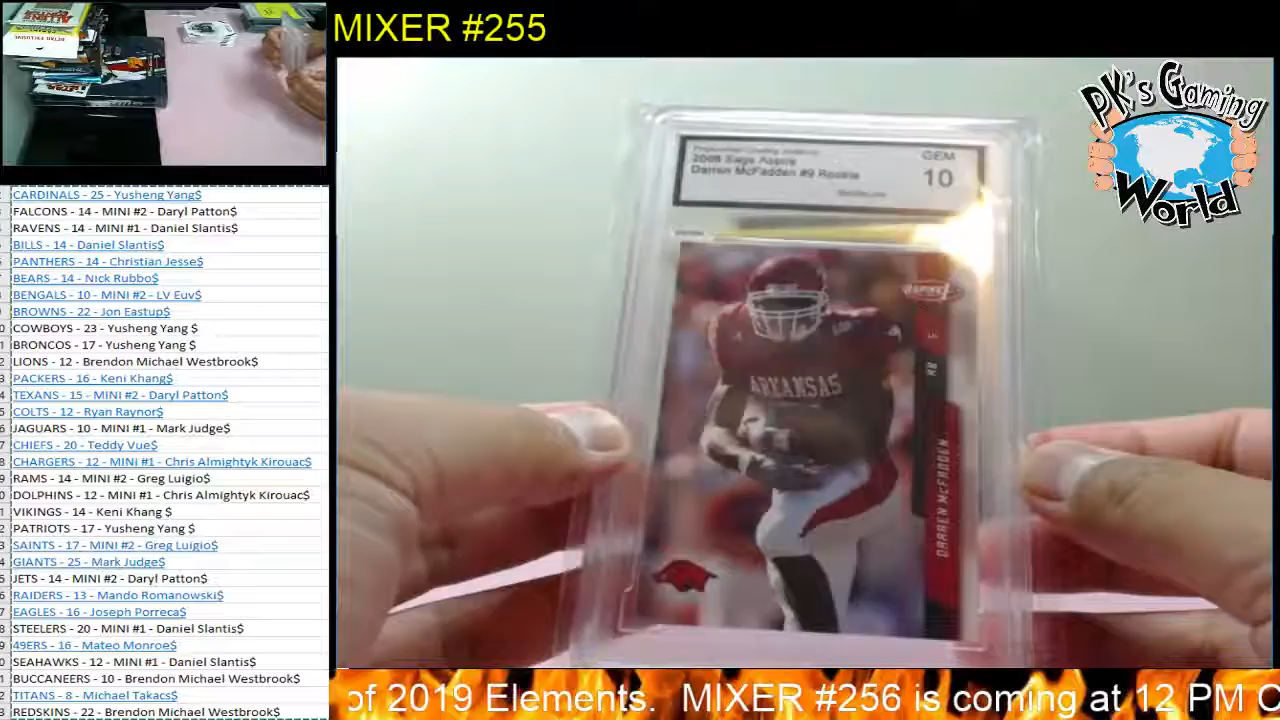 MIXER #255
PK's Gaming World
CARDINALS - 25 - Yusheng Yang$
FALCONS - 14 - MINI #2 - Daryl Patton$
RAVENS - 14 - MINI #1 - Daniel Slantis$
BILLS - 14 - Daniel Slantis$
PANTHERS - 14 - Christian Jesse$
BEARS - 14 - Nick Rubbo$
BENGALS - 10 - MINI #2 - LV Euv$
BROWNS - 22 - Jon Eastup$
COWBOYS - 23 - Yusheng Yang $
BRONCOS - 17 - Yusheng Yang $
LIONS - 12 - Brendon Michael Westbrook$
PACKERS - 16 - Keni Khang$
TEXANS - 15 - MINI #2 - Daryl Patton$
COLTS - 12 - Ryan Raynor$
JAGUARS - 10 - MINI #1 - Mark Judge$
CHIEFS - 20 - Teddy Vue$
CHARGERS - 12 - MINI #1 - Chris Almightyk Kirouac$
RAMS - 14 - MINI #2 - Greg Luigio$
DOLPHINS - 12 - MINI #1 - Chris Almightyk Kirouac$
VIKINGS - 14 - Keni Khang $
PATRIOTS - 17 - Yusheng Yang $
SAINTS - 17 - MINI #2 - Greg Luigio$
GIANTS - 25 - Mark Judge$
JETS - 14 - MINI #2 - Daryl Patton$
RAIDERS - 13 - Mando Romanowski$
EAGLES - 16 - Joseph Porreca$
STEELERS - 20 - MINI #1 - Daniel Slantis$
49ERS - 16 - Mateo Monroe$
SEAHAWKS - 12 - MINI #1 - Daniel Slantis$
BUCCANEERS - 10 - Brendon Michael Westbrook$
TITANS - 8 - Michael Takacs$
REDSKINS - 22 - Brendon Michael Westbrook$
2008 Sage Aspire
Darren McFadden #9 Rookie
GEM
10
ASPIRE
RB
DARREN MCFADDEN
ARKANSAS
of 2019 Elements. MIXER #256 is coming at 12 PM C